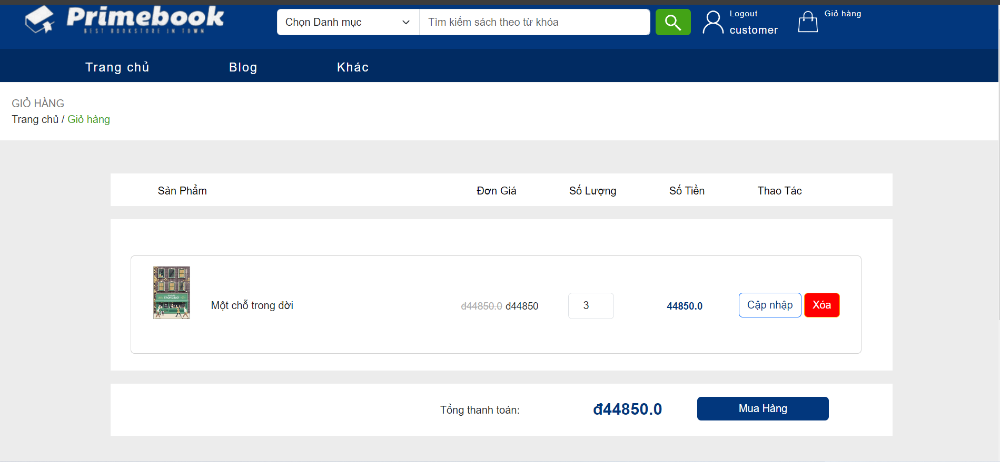 Primebook
BEST BOOKSTORE IN TOWN
Chọn Danh mục
Tìm kiếm sách theo từ khóa
Logout
customer
Giỏ hàng
Trang chủ
Blog
Khác
GIỎ HÀNG
Trang chủ / Giỏ hàng
Sản Phẩm
Đơn Giá
Số Lượng
Số Tiền
Thao Tác
TRONG ĐỜI
Một chỗ trong đời
đ44850.0 đ44850
3
44850.0
Cập nhập
Xóa
Tổng thanh toán:
đ44850.0
Mua Hàng